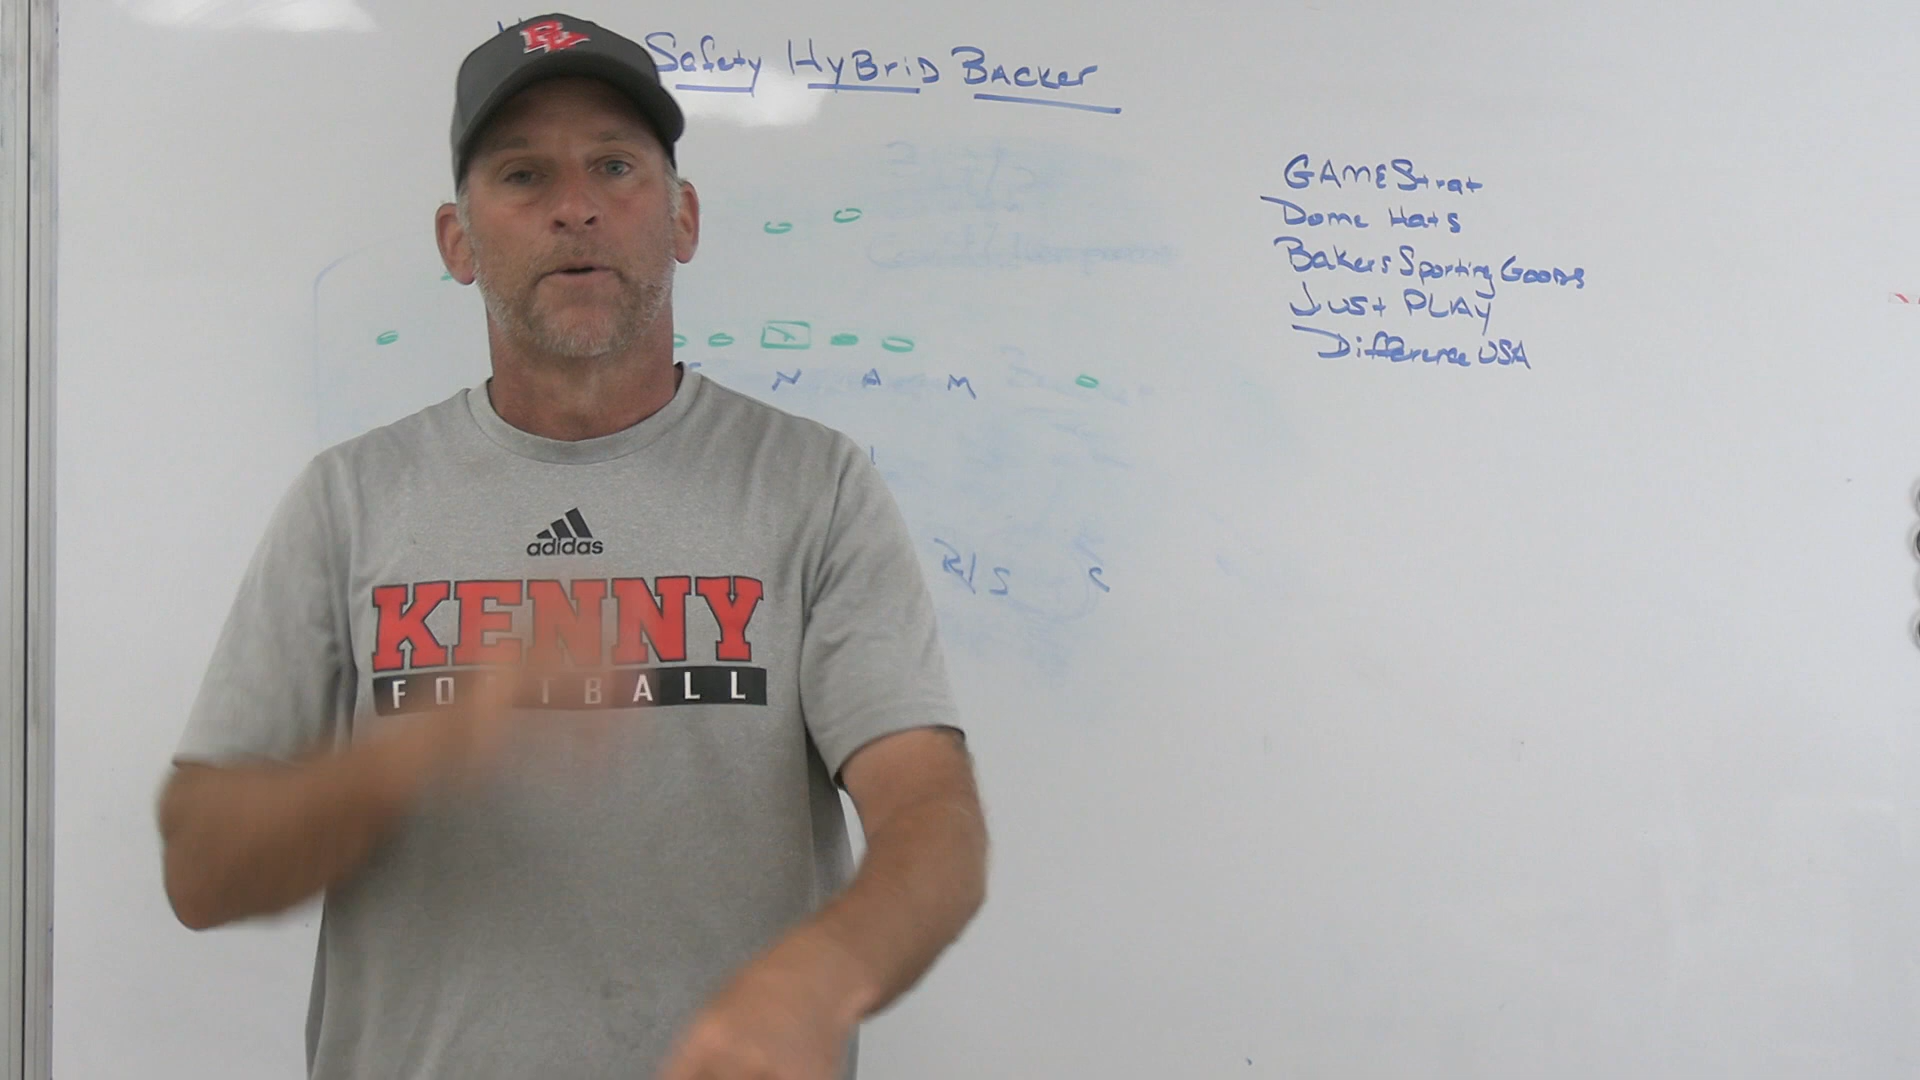 Safety HyBriD BACKer
GAMEStrat
Dome Hats
Bakers Sporting Goods
Just PLAy
Difference USA
N A M
R/S C
adidas
KENNY
FOOTBALL